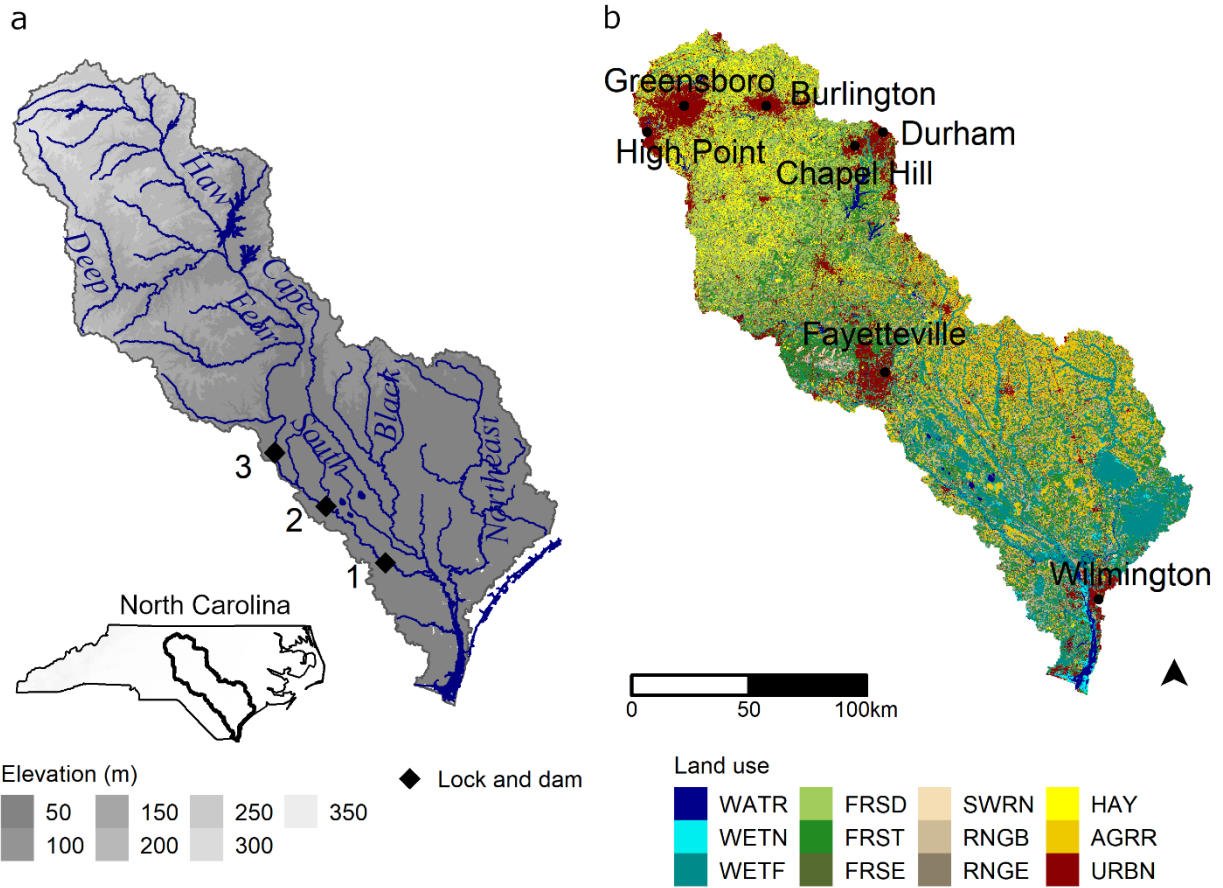 a
Haw
Deep
Cape
Fear
Black
South
Northeast
3
2
1
North Carolina
Elevation (m)
50 150 250 350
100 200 300
Lock and dam
b
Greensboro
Burlington
Durham
High Point
Chapel Hill
Fayetteville
Wilmington
0 50 100km
Land use
WATR FRSD SWRN HAY
WETN FRST RNGB AGRR
WETF FRSE RNGE URBN